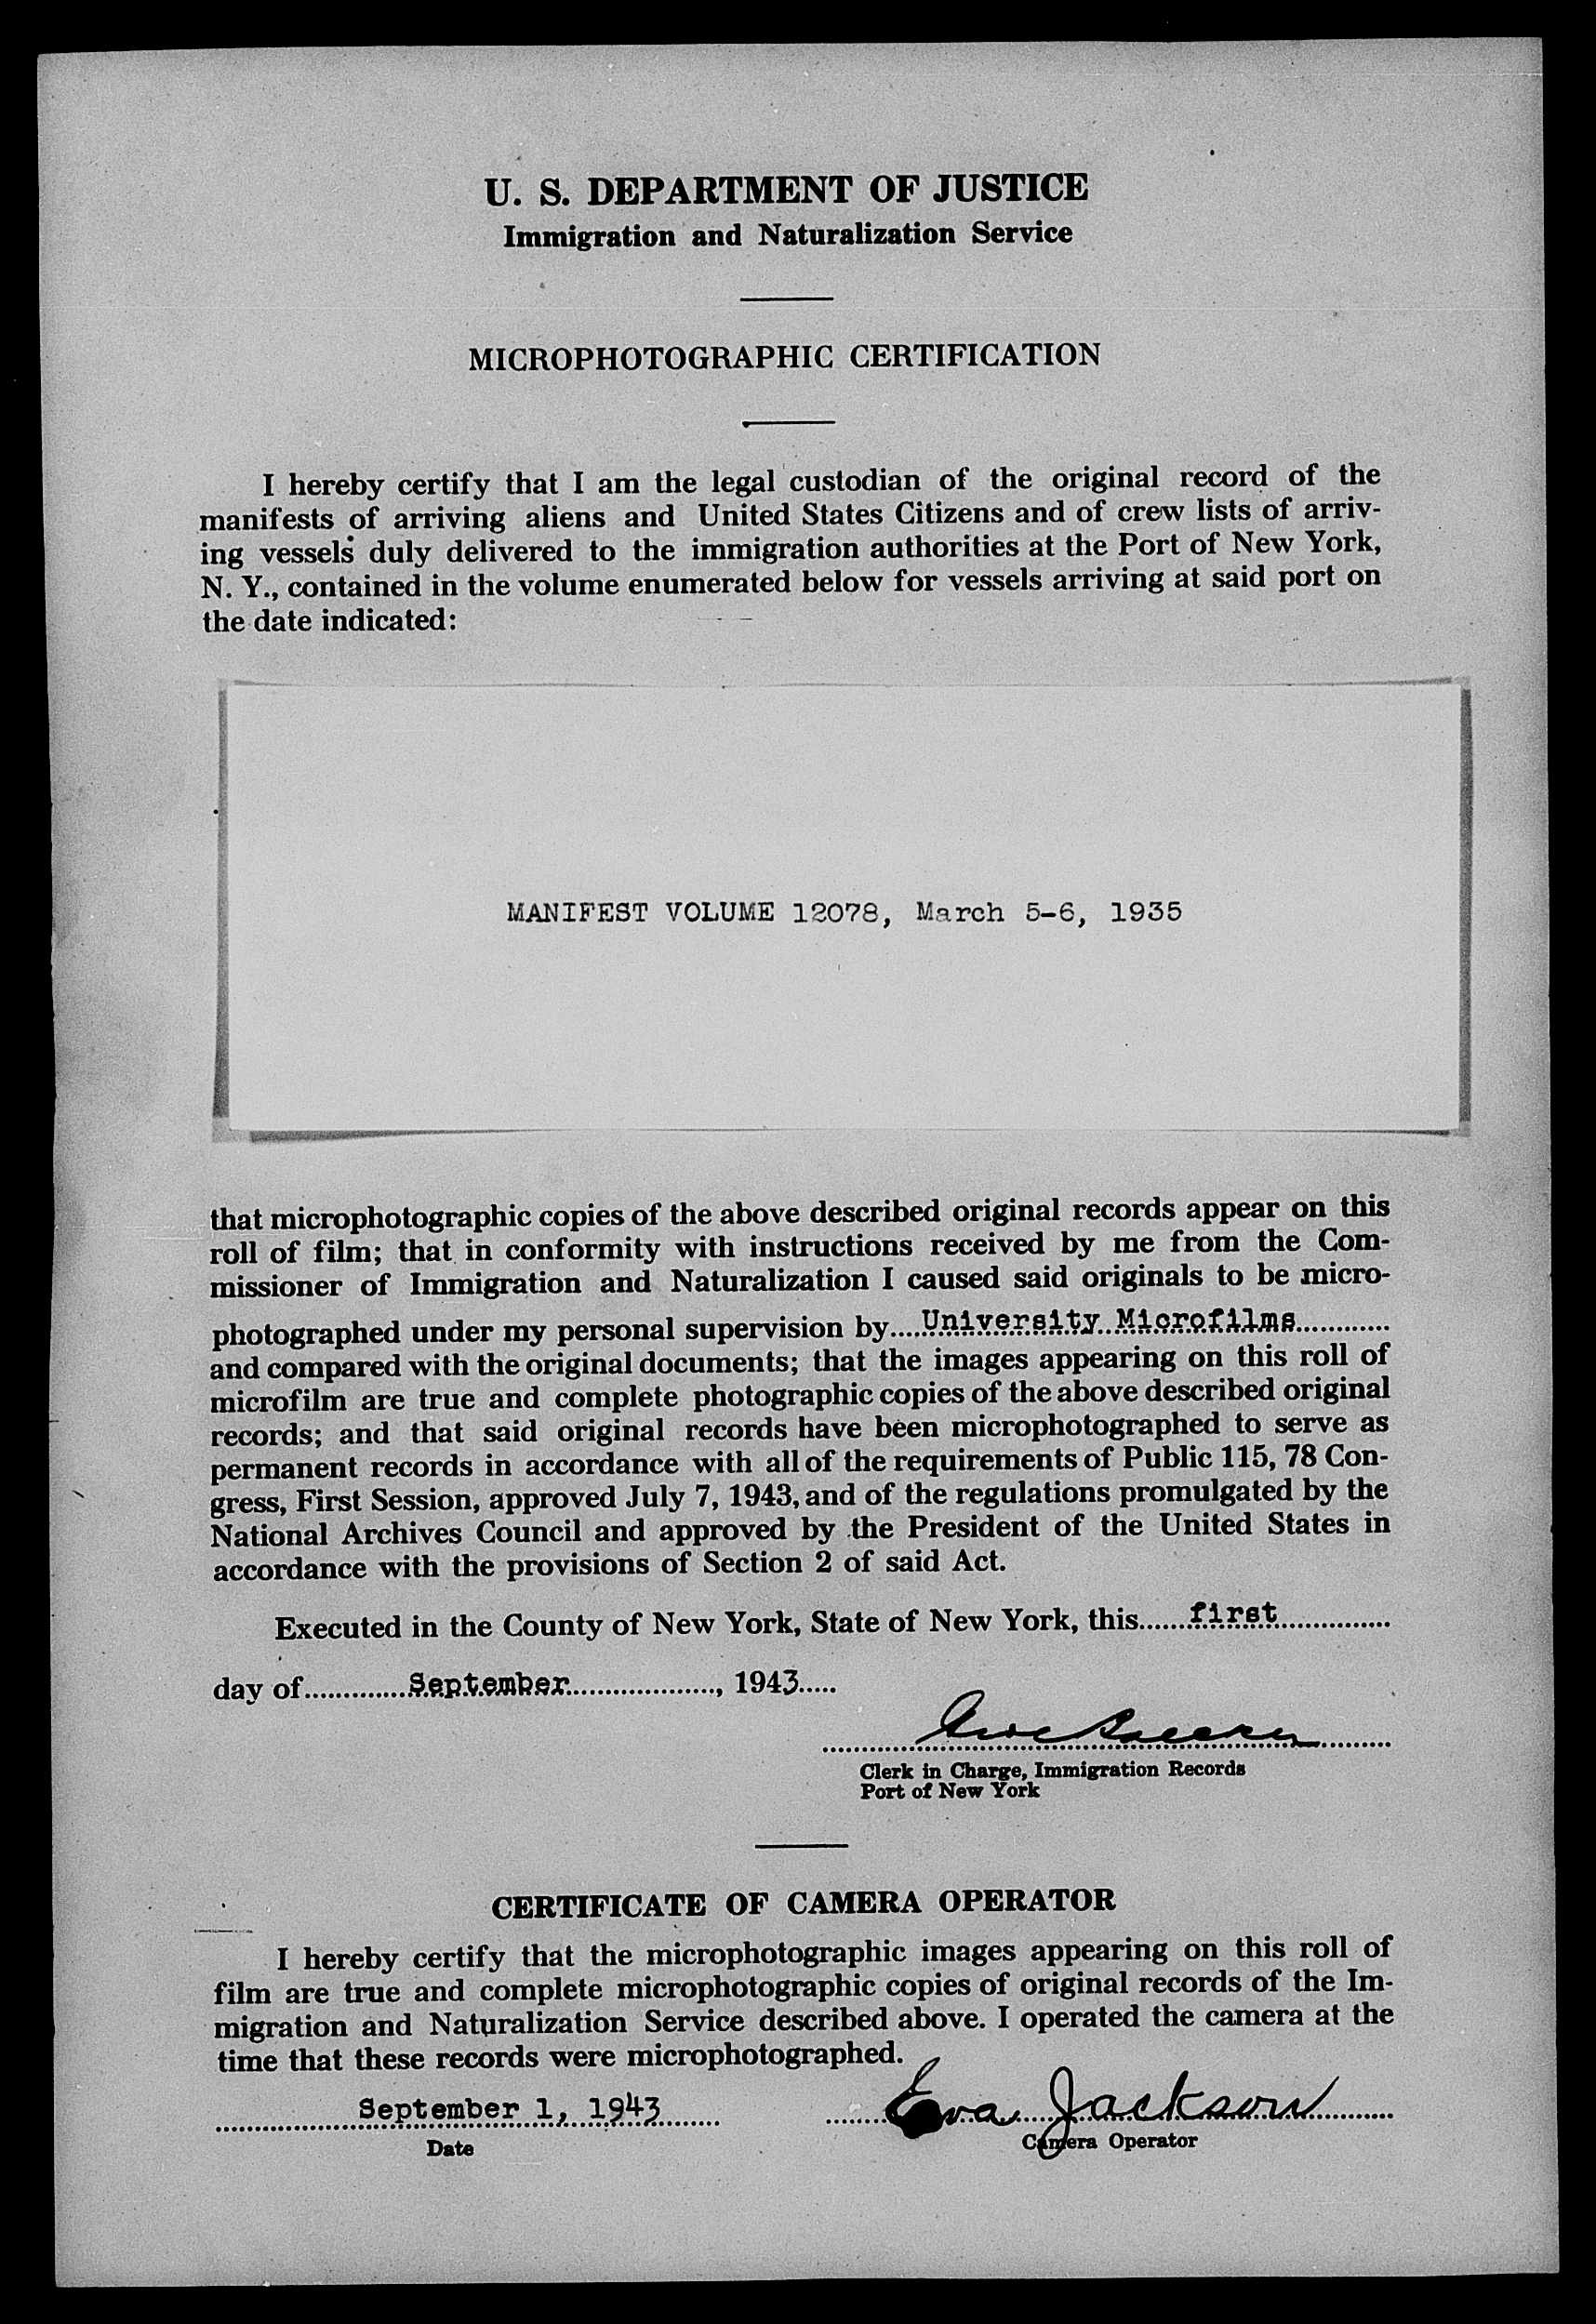 U. S. DEPARTMENT OF JUSTICE
Immigration and Naturalization Service
MICROPHOTOGRAPHIC CERTIFICATION
I hereby certify that I am the legal custodian of the original record of the
manifests of arriving aliens and United States Citizens and of crew lists of arriv-
ing vessels duly delivered to the immigration authorities at the Port of New York,
N. Y., contained in the volume enumerated below for vessels arriving at said port on
the date indicated:
MANIFEST VOLUME 12078, March 5-6, 1935
that microphotographic copies of the above described original records appear on this
roll of film; that in conformity with instructions received by me from the Com-
missioner of Immigration and Naturalization I caused said originals to be micro-
photographed under my personal supervision by....University Microfilms............
and compared with the original documents; that the images appearing on this roll of
microfilm are true and complete photographic copies of the above described original
records; and that said original records have been microphotographed to serve as
permanent records in accordance with all of the requirements of Public 115, 78 Con-
gress, First Session, approved July 7, 1943, and of the regulations promulgated by the
National Archives Council and approved by the President of the United States in
accordance with the provisions of Section 2 of said Act.
Executed in the County of New York, State of New York, this......first..............
day of..............September..................., 1943.....
Clerk in Charge, Immigration Records
Port of New York
CERTIFICATE OF CAMERA OPERATOR
I hereby certify that the microphotographic images appearing on this roll of
film are true and complete microphotographic copies of original records of the Im-
migration and Naturalization Service described above. I operated the camera at the
time that these records were microphotographed.
September 1, 1943 Eva Jackson
Date Camera Operator